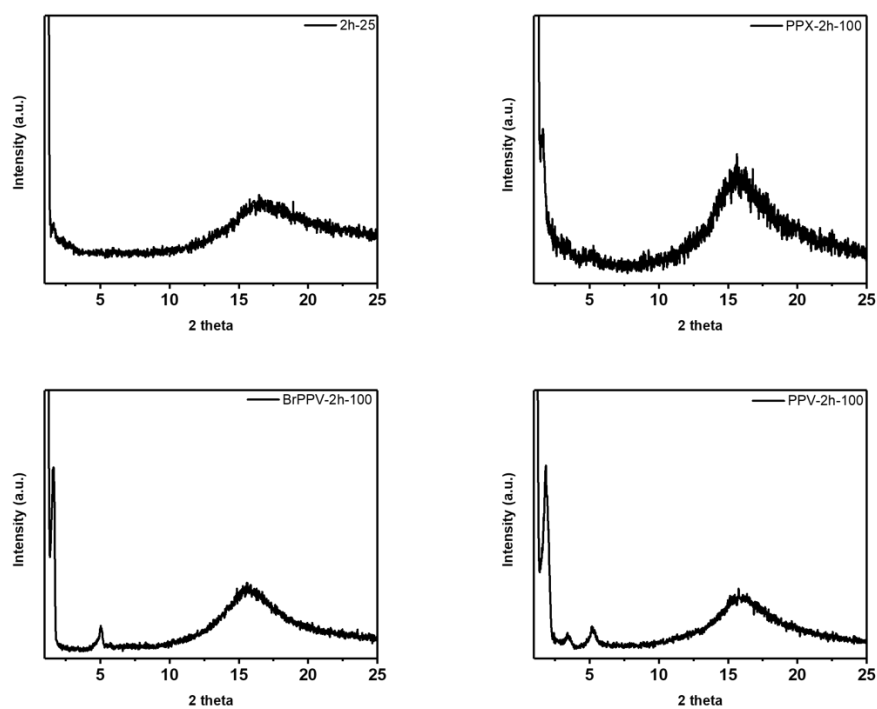 2h-25
Intensity (a.u.)
5 10 15 20 25
2 theta
PPX-2h-100
Intensity (a.u.)
5 10 15 20 25
2 theta
BrPPV-2h-100
Intensity (a.u.)
5 10 15 20 25
2 theta
PPV-2h-100
Intensity (a.u.)
5 10 15 20 25
2 theta